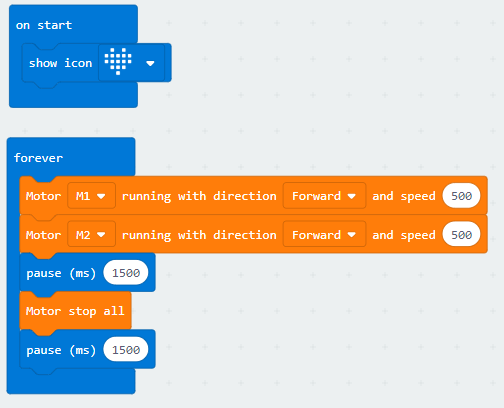 on start
show icon
forever
Motor M1 running with direction Forward and speed 500
Motor M2 running with direction Forward and speed 500
pause (ms) 1500
Motor stop all
pause (ms) 1500